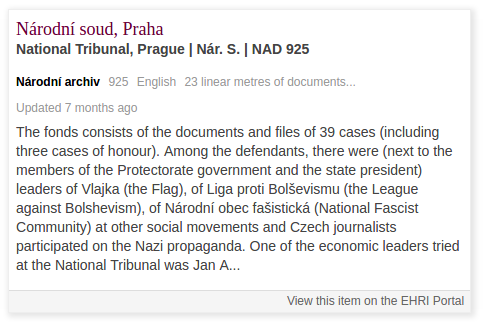 Národní soud, Praha
National Tribunal, Prague | Nár. S. | NAD 925
Národní archiv 925 English 23 linear metres of documents...
Updated 7 months ago
The fonds consists of the documents and files of 39 cases (including
three cases of honour). Among the defendants, there were (next to the
members of the Protectorate government and the state president)
leaders of Vlajka (the Flag), of Liga proti Bolševismu (the League
against Bolshevism), of Národní obec fašistická (National Fascist
Community) at other social movements and Czech journalists
participated on the Nazi propaganda. One of the economic leaders tried
at the National Tribunal was Jan A...
View this item on the EHRI Portal